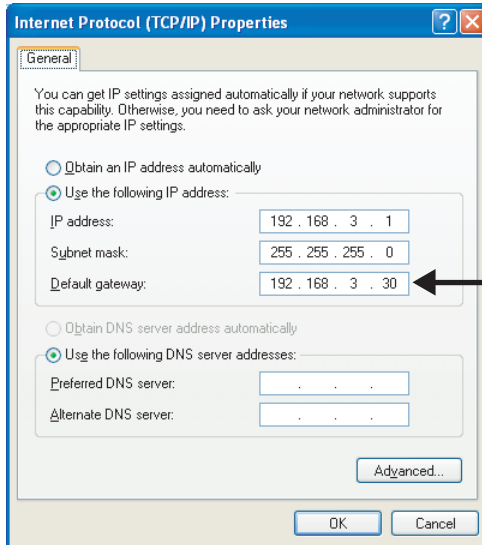 Internet Protocol (TCP/IP) Properties
General
You can get IP settings assigned automatically if your network supports
this capability. Otherwise, you need to ask your network administrator for
the appropriate IP settings.
Obtain an IP address automatically
Use the following IP address:
IP address: 192 . 168 . 3 . 1
Subnet mask: 255 . 255 . 255 . 0
Default gateway: 192 . 168 . 3 . 30
Obtain DNS server address automatically
Use the following DNS server addresses:
Preferred DNS server: . . .
Alternate DNS server: . . .
Advanced...
OK Cancel